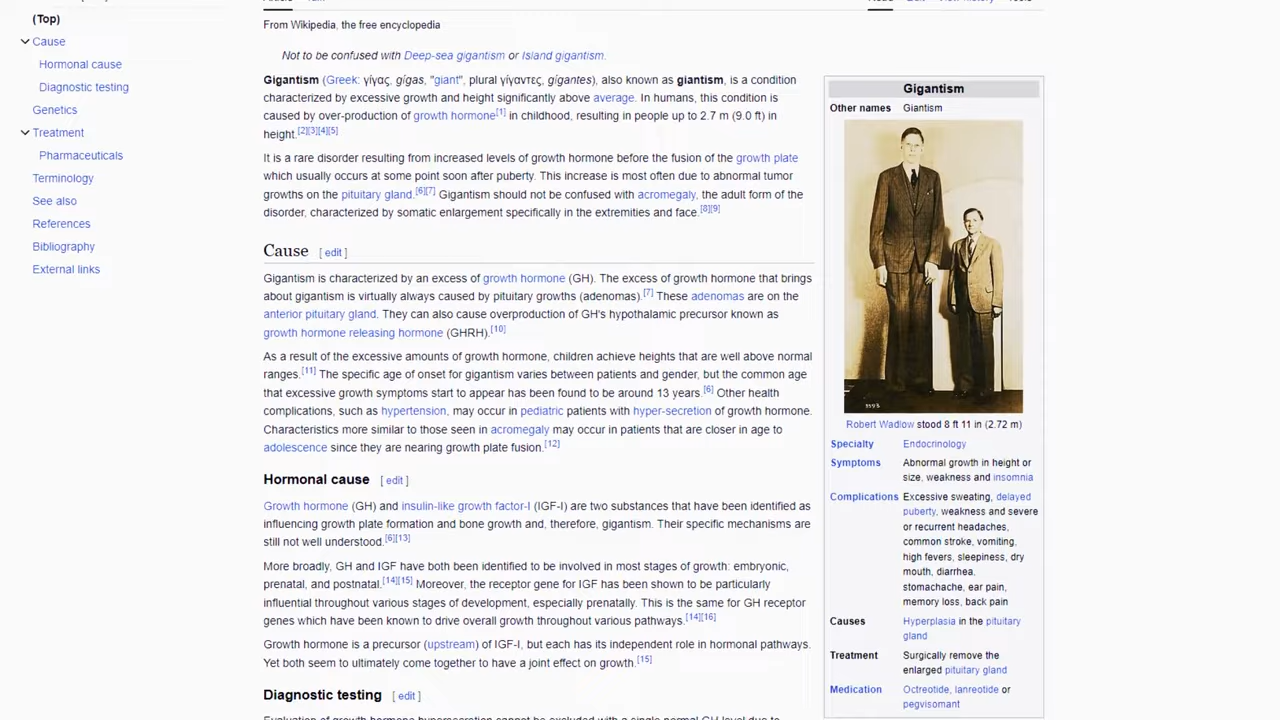 (Top)
Cause
Hormonal cause
Diagnostic testing
Genetics
Treatment
Pharmaceuticals
Terminology
See also
References
Bibliography
External links
From Wikipedia, the free encyclopedia
Not to be confused with Deep-sea gigantism or Island gigantism.
Gigantism (Greek: γίγας, gígas, "giant", plural γίγαντες, gígantes), also known as giantism, is a condition
characterized by excessive growth and height significantly above average. In humans, this condition is
caused by over-production of growth hormone[1] in childhood, resulting in people up to 2.7 m (9.0 ft) in
height.[2][3][4][5]
It is a rare disorder resulting from increased levels of growth hormone before the fusion of the growth plate
which usually occurs at some point soon after puberty. This increase is most often due to abnormal tumor
growths on the pituitary gland.[6][7] Gigantism should not be confused with acromegaly, the adult form of the
disorder, characterized by somatic enlargement specifically in the extremities and face.[8][9]
Cause [ edit ]
Gigantism is characterized by an excess of growth hormone (GH). The excess of growth hormone that brings
about gigantism is virtually always caused by pituitary growths (adenomas).[7] These adenomas are on the
anterior pituitary gland. They can also cause overproduction of GH's hypothalamic precursor known as
growth hormone releasing hormone (GHRH).[10]
As a result of the excessive amounts of growth hormone, children achieve heights that are well above normal
ranges.[11] The specific age of onset for gigantism varies between patients and gender, but the common age
that excessive growth symptoms start to appear has been found to be around 13 years.[6] Other health
complications, such as hypertension, may occur in pediatric patients with hyper-secretion of growth hormone.
Characteristics more similar to those seen in acromegaly may occur in patients that are closer in age to
adolescence since they are nearing growth plate fusion.[12]
Hormonal cause [ edit ]
Growth hormone (GH) and insulin-like growth factor-I (IGF-I) are two substances that have been identified as
influencing growth plate formation and bone growth and, therefore, gigantism. Their specific mechanisms are
still not well understood.[6][13]
More broadly, GH and IGF have both been identified to be involved in most stages of growth: embryonic,
prenatal, and postnatal.[14][15] Moreover, the receptor gene for IGF has been shown to be particularly
influential throughout various stages of development, especially prenatally. This is the same for GH receptor
genes which have been known to drive overall growth throughout various pathways.[14][16]
Growth hormone is a precursor (upstream) of IGF-I, but each has its independent role in hormonal pathways.
Yet both seem to ultimately come together to have a joint effect on growth.[15]
Diagnostic testing [ edit ]
Gigantism
Other names Giantism
Robert Wadlow stood 8 ft 11 in (2.72 m)
Specialty Endocrinology
Symptoms Abnormal growth in height or
size, weakness and insomnia
Complications Excessive sweating, delayed
puberty, weakness and severe
or recurrent headaches,
common stroke, vomiting,
high fevers, sleepiness, dry
mouth, diarrhea,
stomachache, ear pain,
memory loss, back pain
Causes Hyperplasia in the pituitary
gland
Treatment Surgically remove the
enlarged pituitary gland
Medication Octreotide, lanreotide or
pegvisomant